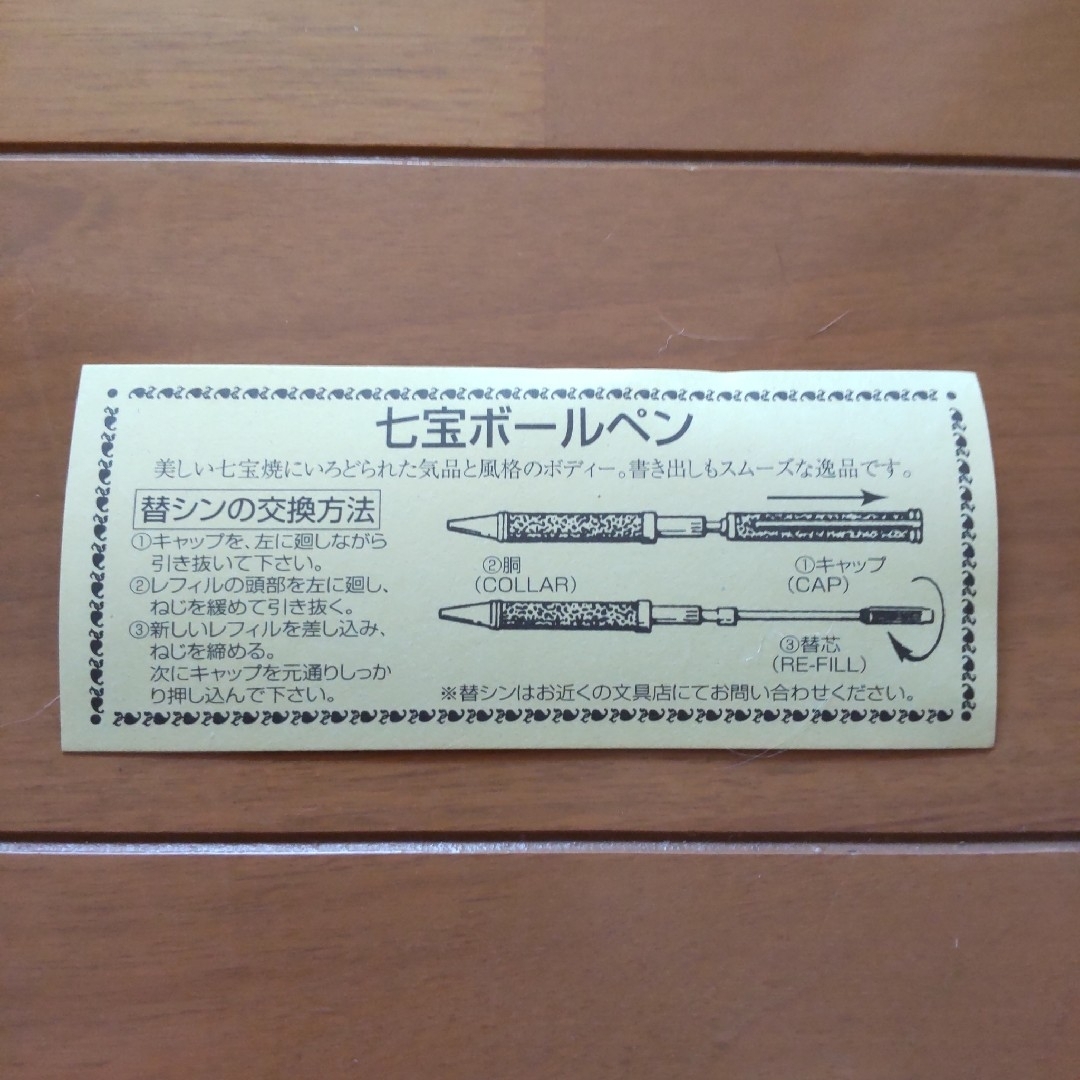 七宝ボールペン
美しい七宝焼にいろどられた気品と風格のボディー。書き出しもスムーズな逸品です。
替シンの交換方法
①キャップを、左に廻しながら
引き抜いて下さい。
②レフィルの頭部を左に廻し、
ねじを緩めて引き抜く。
③新しいレフィルを差し込み、
ねじを締める。
次にキャップを元通りしっか
り押し込んで下さい。
②胴
(COLLAR)
①キャップ
(CAP)
③替芯
(RE-FILL)
※替シンはお近くの文具店にてお問い合わせください。